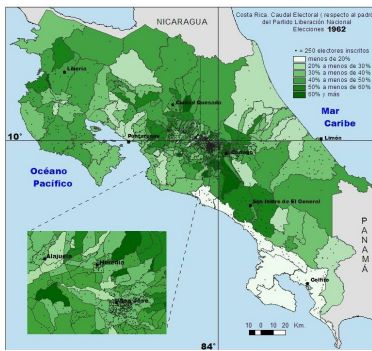 NICARAGUA
Costa Rica. Caudal Electoral ( respecto al padrón
del Partido Liberación Nacional
Elecciones 1962
• = 250 electores inscritos
menos de 20%
20% a menos de 30%
30% a menos de 40%
40% a menos de 50%
50% a menos de 60%
60% y más
Liberia
Ciudad Quesada
Mar
Caribe
Limón
10°
Puntarenas
Cartago
Océano
Pacífico
San Isidro de El General
PANAMÁ
Alajuela
Heredia
San José
Golfito
10 0 10 20 Km.
84°